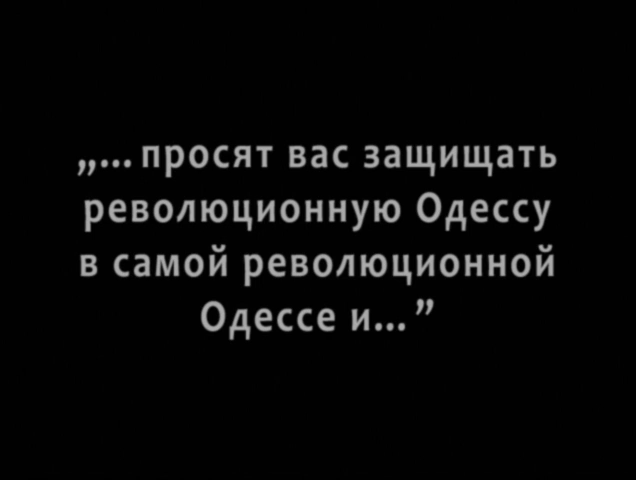 „... просят вас защищать
революционную Одессу
в самой революционной
Одессе и...”